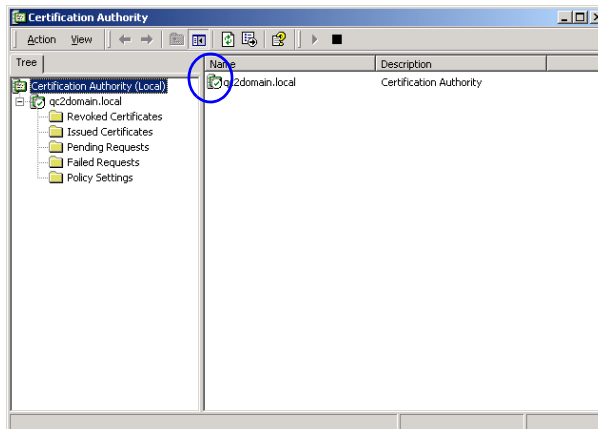 Certification Authority
Action View
Tree
Name Description
Certification Authority (Local)
qc2domain.local Certification Authority
qc2domain.local
Revoked Certificates
Issued Certificates
Pending Requests
Failed Requests
Policy Settings